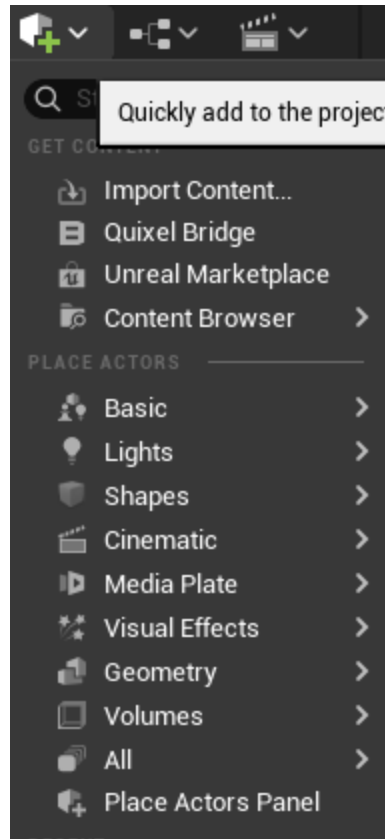 Quickly add to the projec
GET CONTENT
Import Content...
Quixel Bridge
Unreal Marketplace
Content Browser
PLACE ACTORS
Basic
Lights
Shapes
Cinematic
Media Plate
Visual Effects
Geometry
Volumes
All
Place Actors Panel